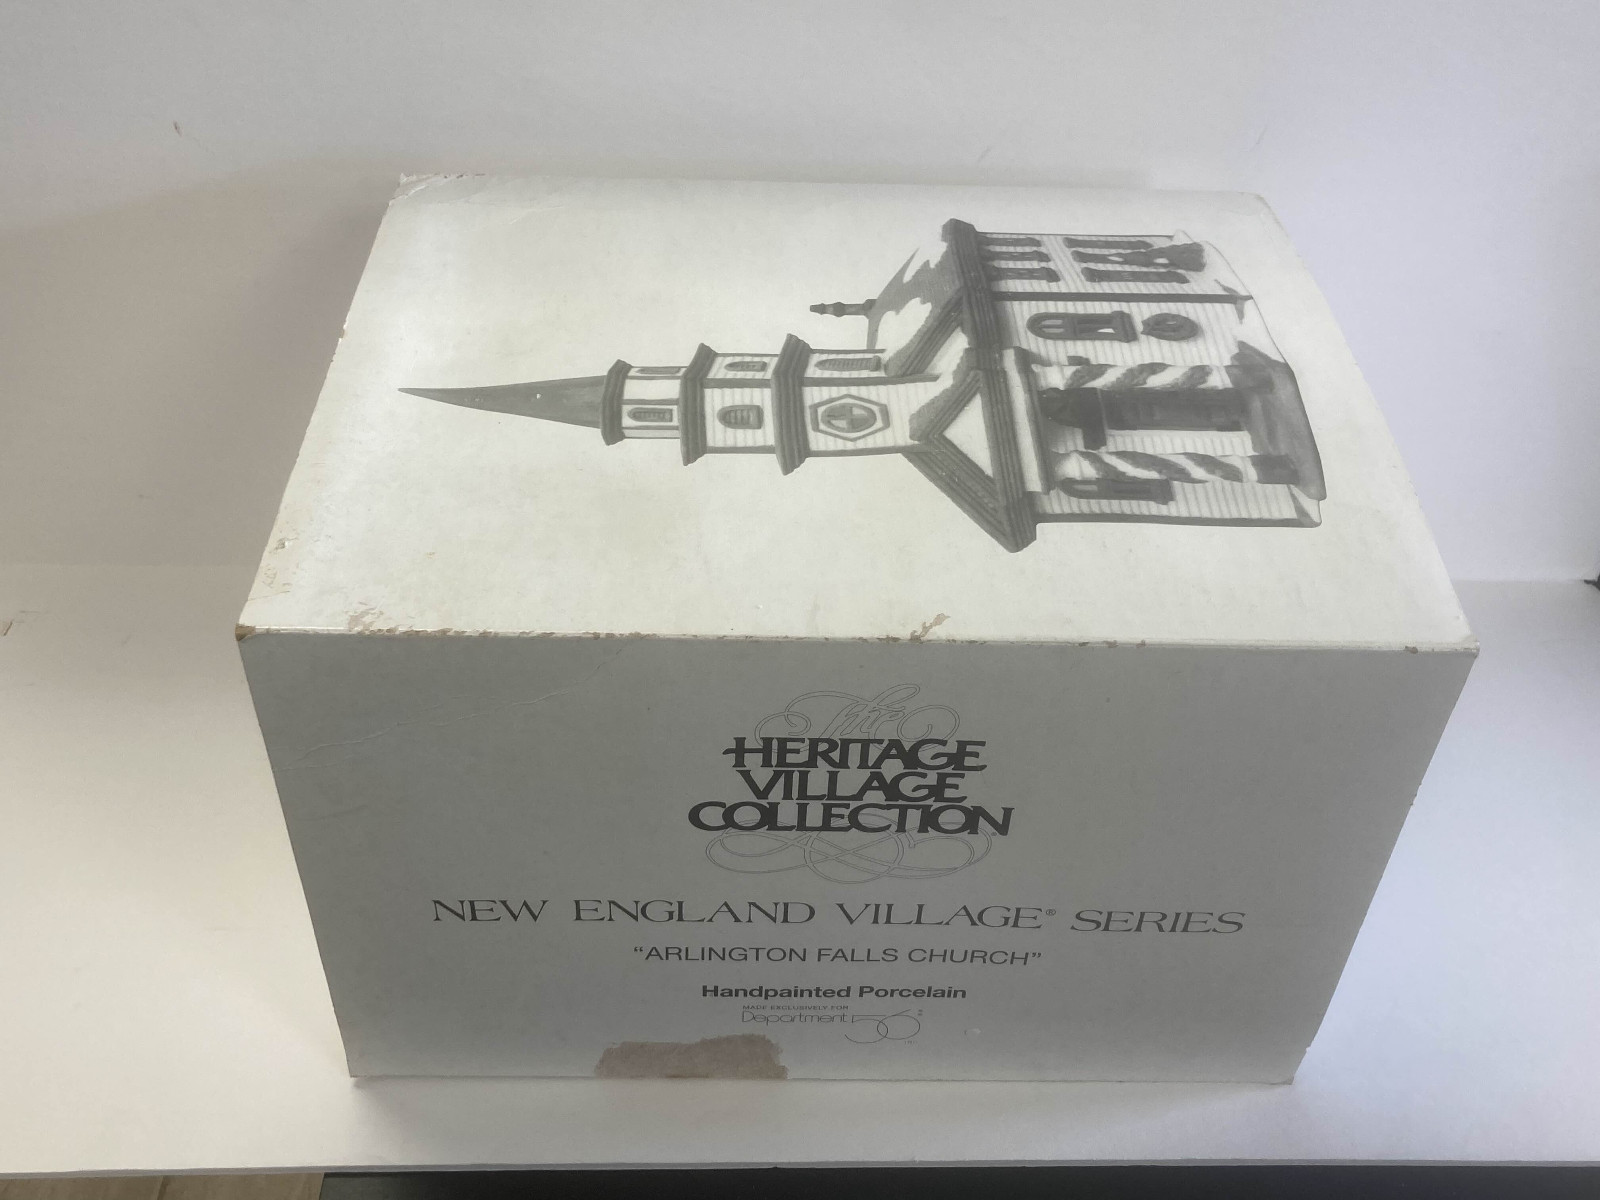 The
HERITAGE
VILLAGE
COLLECTION®
NEW ENGLAND VILLAGE® SERIES
“ARLINGTON FALLS CHURCH”
Handpainted Porcelain
MADE EXCLUSIVELY FOR
Department 56